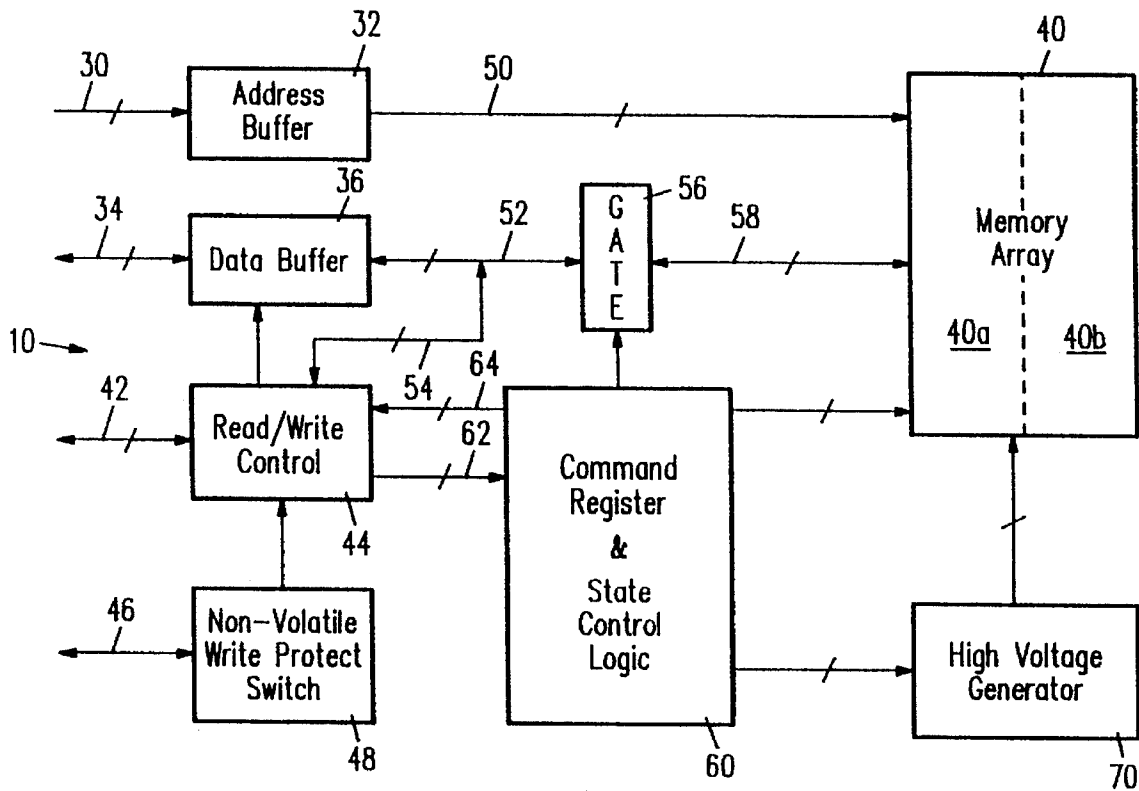 32
30
Address
Buffer
50
40
36
34
Data Buffer
52
G
A
T
E
56
58
Memory
Array
40a
40b
10
54
64
42
Read/Write
Control
62
44
Command
Register
&
State
Control
Logic
46
Non-Volatile
Write Protect
Switch
48
60
High Voltage
Generator
70